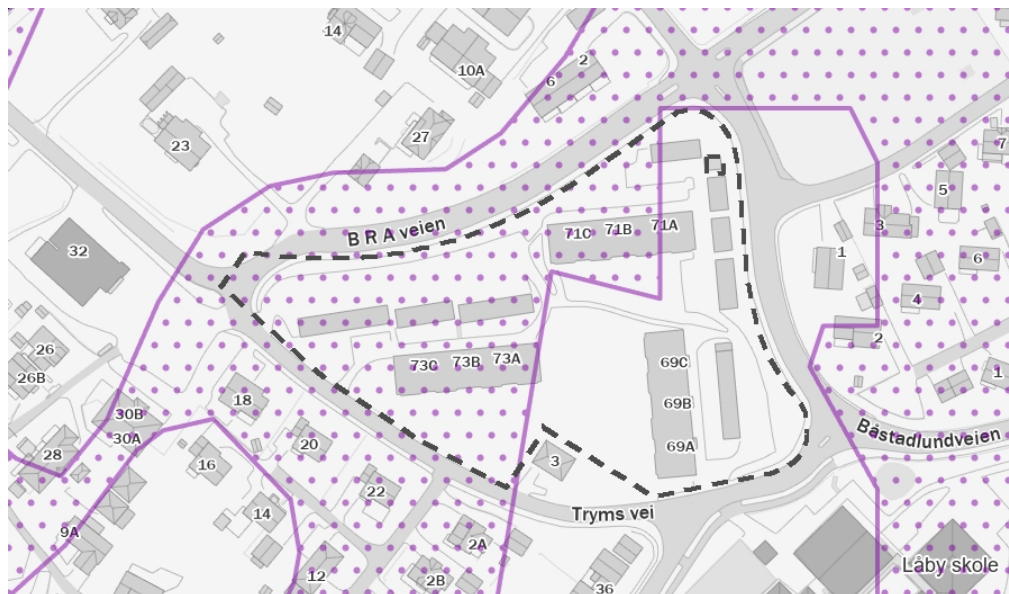 14
2
6
10A
27
23
7
5
B R A veien
71C
71B
71A
3
1
32
6
4
2
26
26B
73C
73B
73A
69C
1
18
30B
30A
69B
Båstadlundveien
20
69A
28
16
3
22
14
Tryms vei
9A
2A
Låby skole
12
2B
36